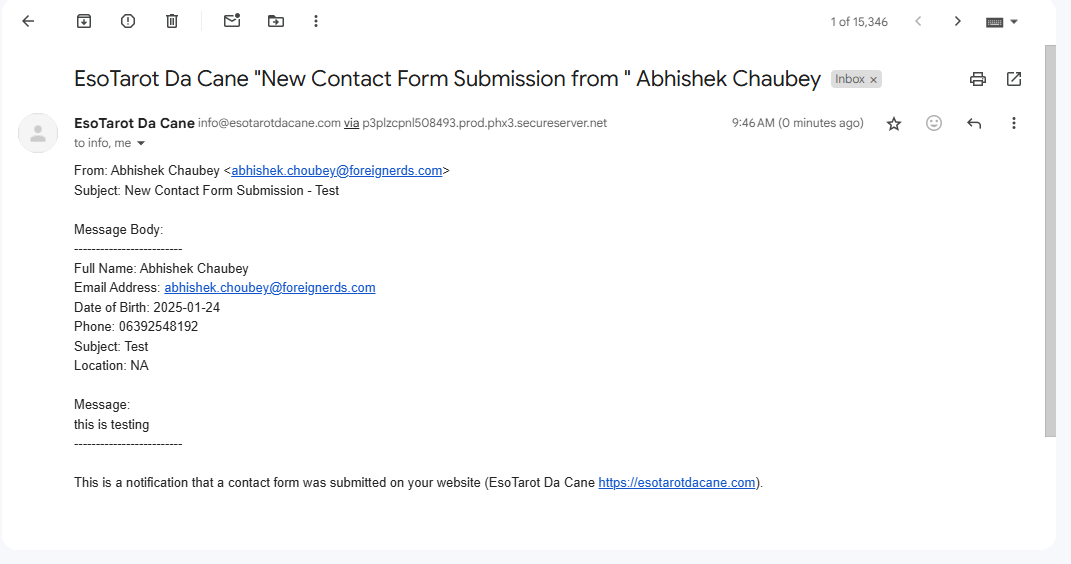 1 of 15,346
EsoTarot Da Cane "New Contact Form Submission from " Abhishek Chaubey Inbox ×
EsoTarot Da Cane info@esotarotdacane.com via p3plzcpnl508493.prod.phx3.secureserver.net 9:46 AM (0 minutes ago)
to info, me
From: Abhishek Chaubey <abhishek.choubey@foreignerds.com>
Subject: New Contact Form Submission - Test
Message Body:
-------------------------
Full Name: Abhishek Chaubey
Email Address: abhishek.choubey@foreignerds.com
Date of Birth: 2025-01-24
Phone: 06392548192
Subject: Test
Location: NA
Message:
this is testing
-------------------------
This is a notification that a contact form was submitted on your website (EsoTarot Da Cane https://esotarotdacane.com).